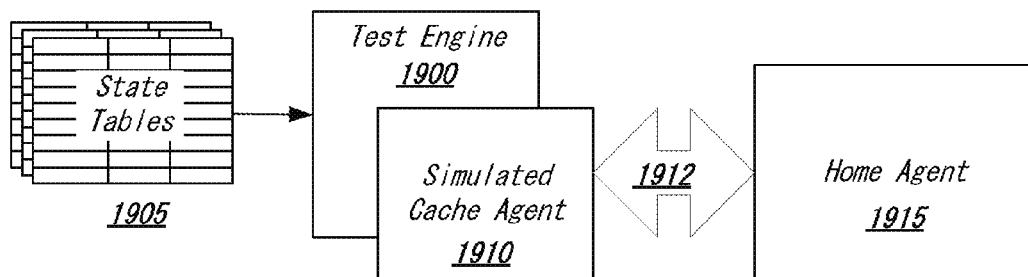 State
Tables
1905
Test Engine
1900
Simulated
Cache Agent
1910
1912
Home Agent
1915